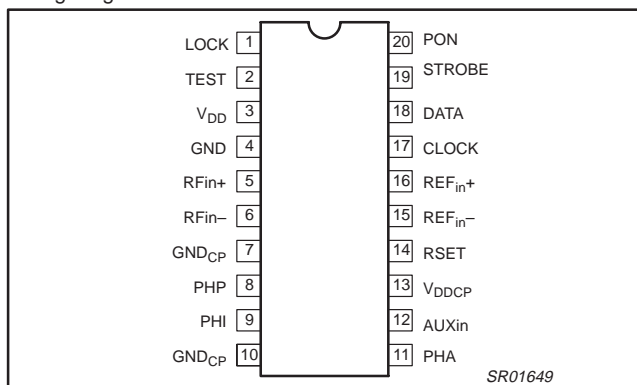 LOCK 1 20 PON
TEST 2 19 STROBE
VDD 3 18 DATA
GND 4 17 CLOCK
RFin+ 5 16 REFin+
RFin– 6 15 REFin–
GNDCP 7 14 RSET
PHP 8 13 VDDCP
PHI 9 12 AUXin
GNDCP 10 11 PHA
SR01649